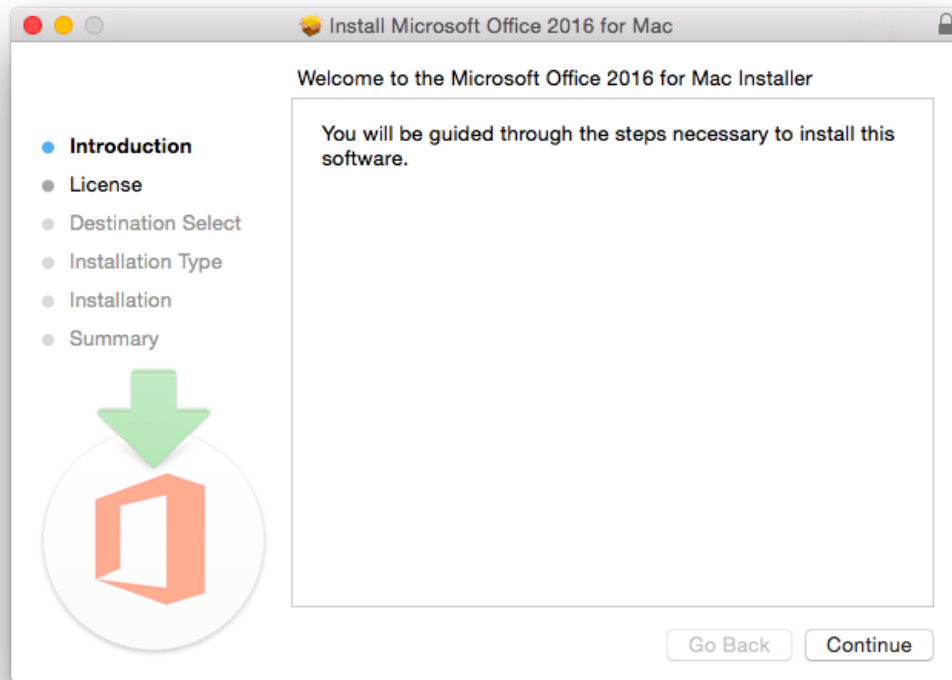 Install Microsoft Office 2016 for Mac
Welcome to the Microsoft Office 2016 for Mac Installer
Introduction
License
Destination Select
Installation Type
Installation
Summary
You will be guided through the steps necessary to install this
software.
Go Back
Continue